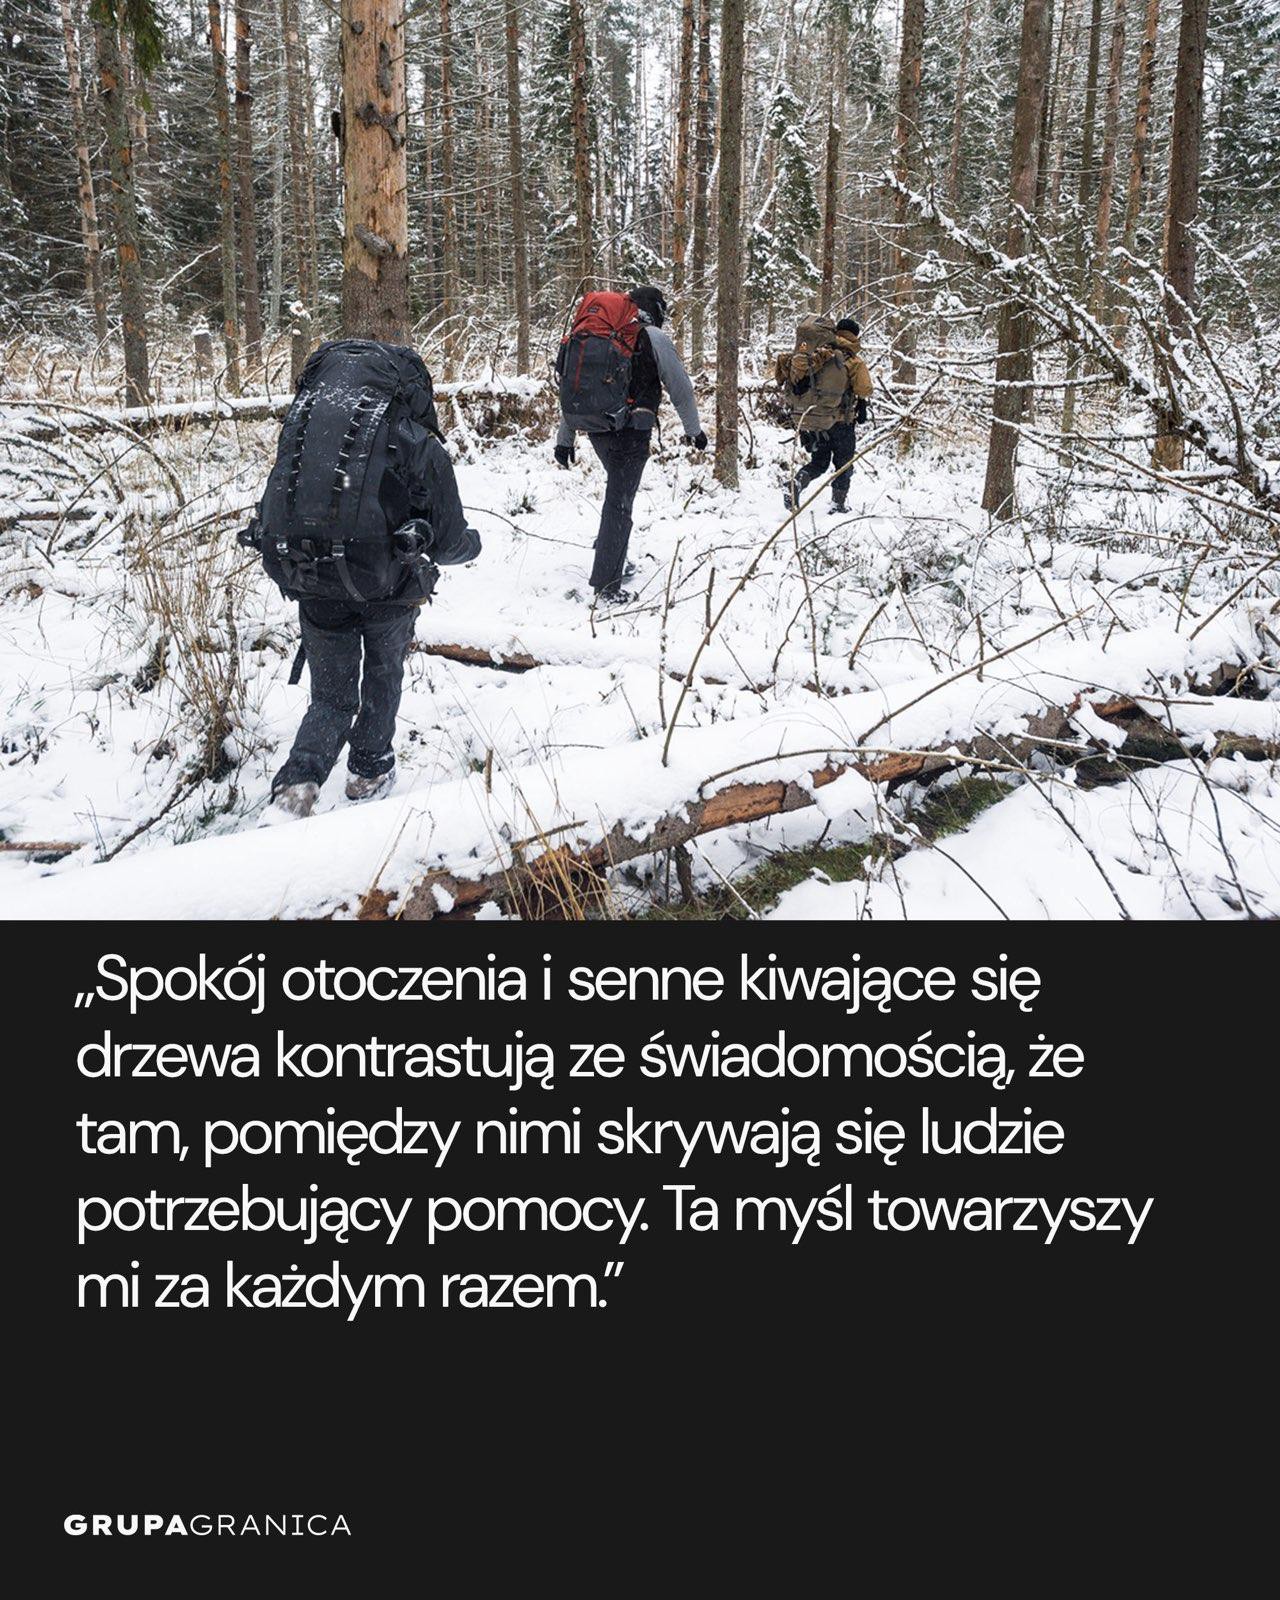 „Spokój otoczenia i senne kiwające się
drzewa kontrastują ze świadomością, że
tam, pomiędzy nimi skrywają się ludzie
potrzebujący pomocy. Ta myśl towarzyszy
mi za każdym razem.”
GRUPAGRANICA